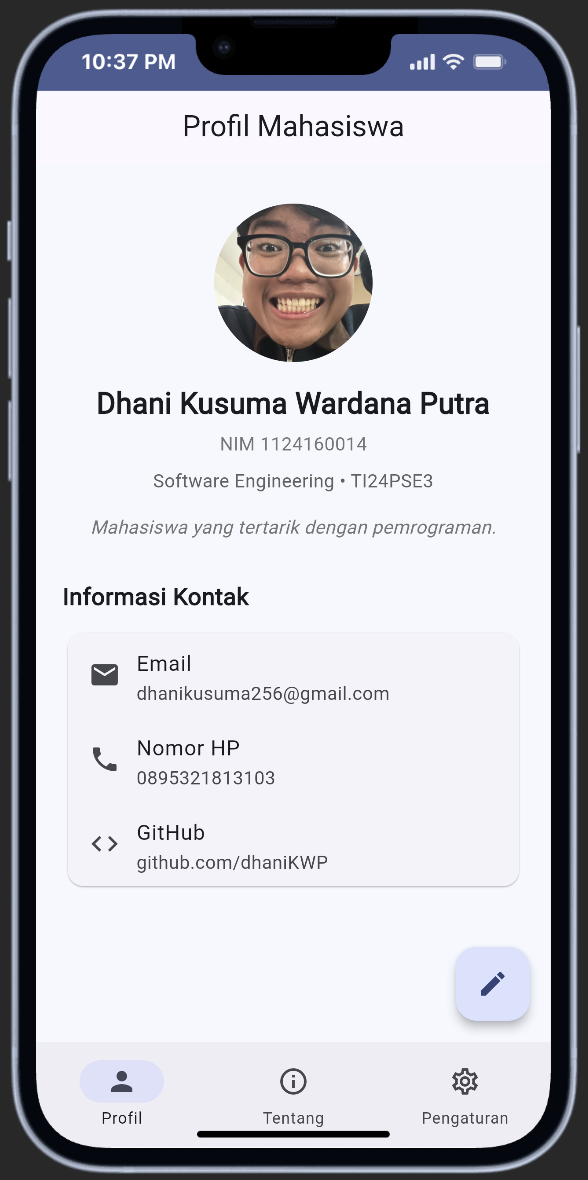 10:37 PM
Profil Mahasiswa
Dhani Kusuma Wardana Putra
NIM 1124160014
Software Engineering • TI24PSE3
Mahasiswa yang tertarik dengan pemrograman.
Informasi Kontak
Email
dhanikusuma256@gmail.com
Nomor HP
0895321813103
GitHub
github.com/dhaniKWP
Profil
Tentang
Pengaturan